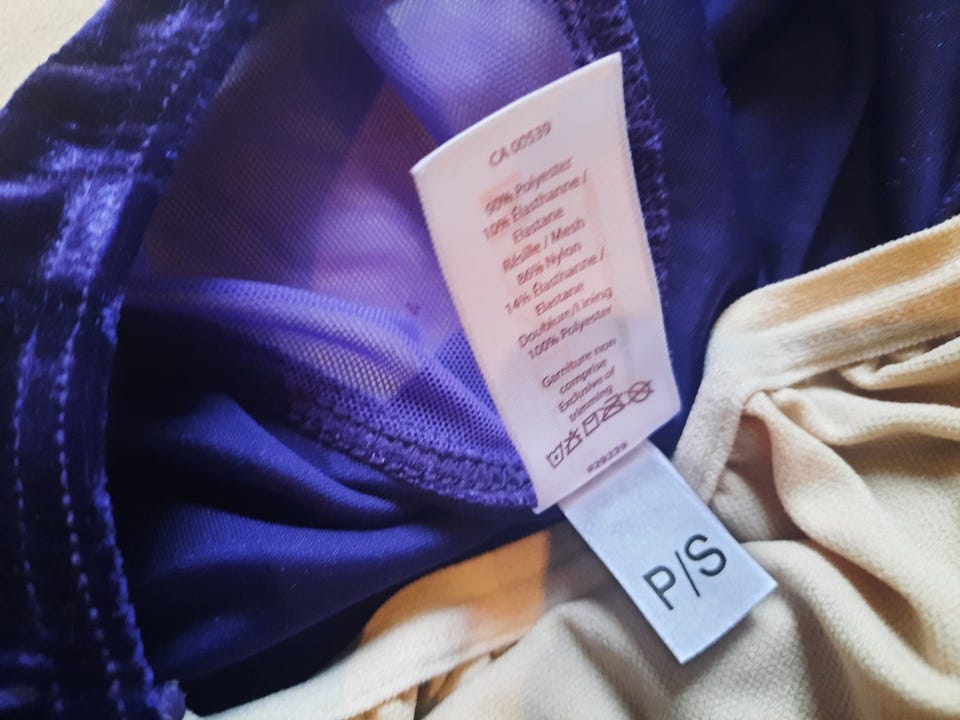 CA 00539
90% Polyester
10% Élasthanne /
Elastane
Résille / Mesh
86% Nylon
14% Élasthanne /
Elastane
Doublure/Lining
100% Polyester
Garniture non
comprise
Exclusive of
trimming
929229
P/S